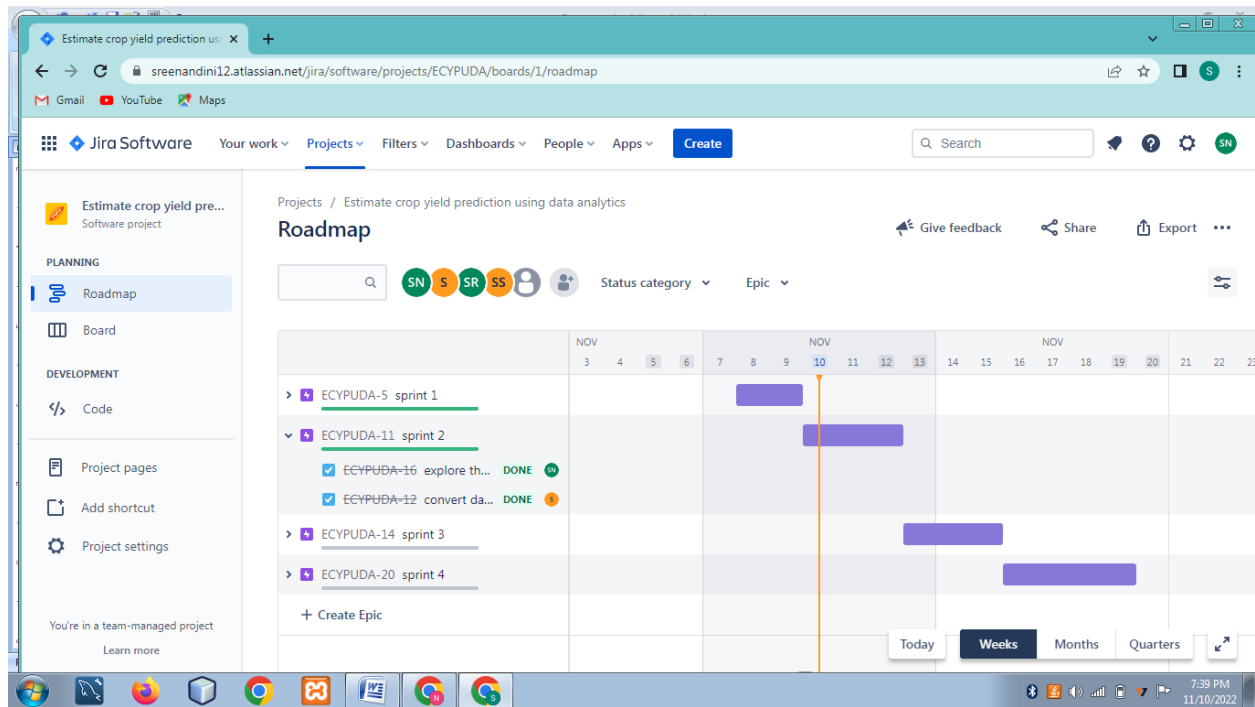 Estimate crop yield prediction usi
sreenandini12.atlassian.net/jira/software/projects/ECYPUDA/boards/1/roadmap
S
Gmail YouTube Maps
Jira Software Your work Projects Filters Dashboards People Apps Create Search SN
Estimate crop yield pre...
Software project
PLANNING
Roadmap
Board
DEVELOPMENT
Code
Project pages
Add shortcut
Project settings
You're in a team-managed project
Learn more
Projects / Estimate crop yield prediction using data analytics
Roadmap
Give feedback Share Export
SN S SR SS Status category Epic
NOV NOV NOV
3 4 5 6 7 8 9 10 11 12 13 14 15 16 17 18 19 20 21 22
ECYPUDA-5 sprint 1
ECYPUDA-11 sprint 2
ECYPUDA-16 explore th... DONE SN
ECYPUDA-12 convert da... DONE S
ECYPUDA-14 sprint 3
ECYPUDA-20 sprint 4
+ Create Epic
Today Weeks Months Quarters
7:39 PM
11/10/2022